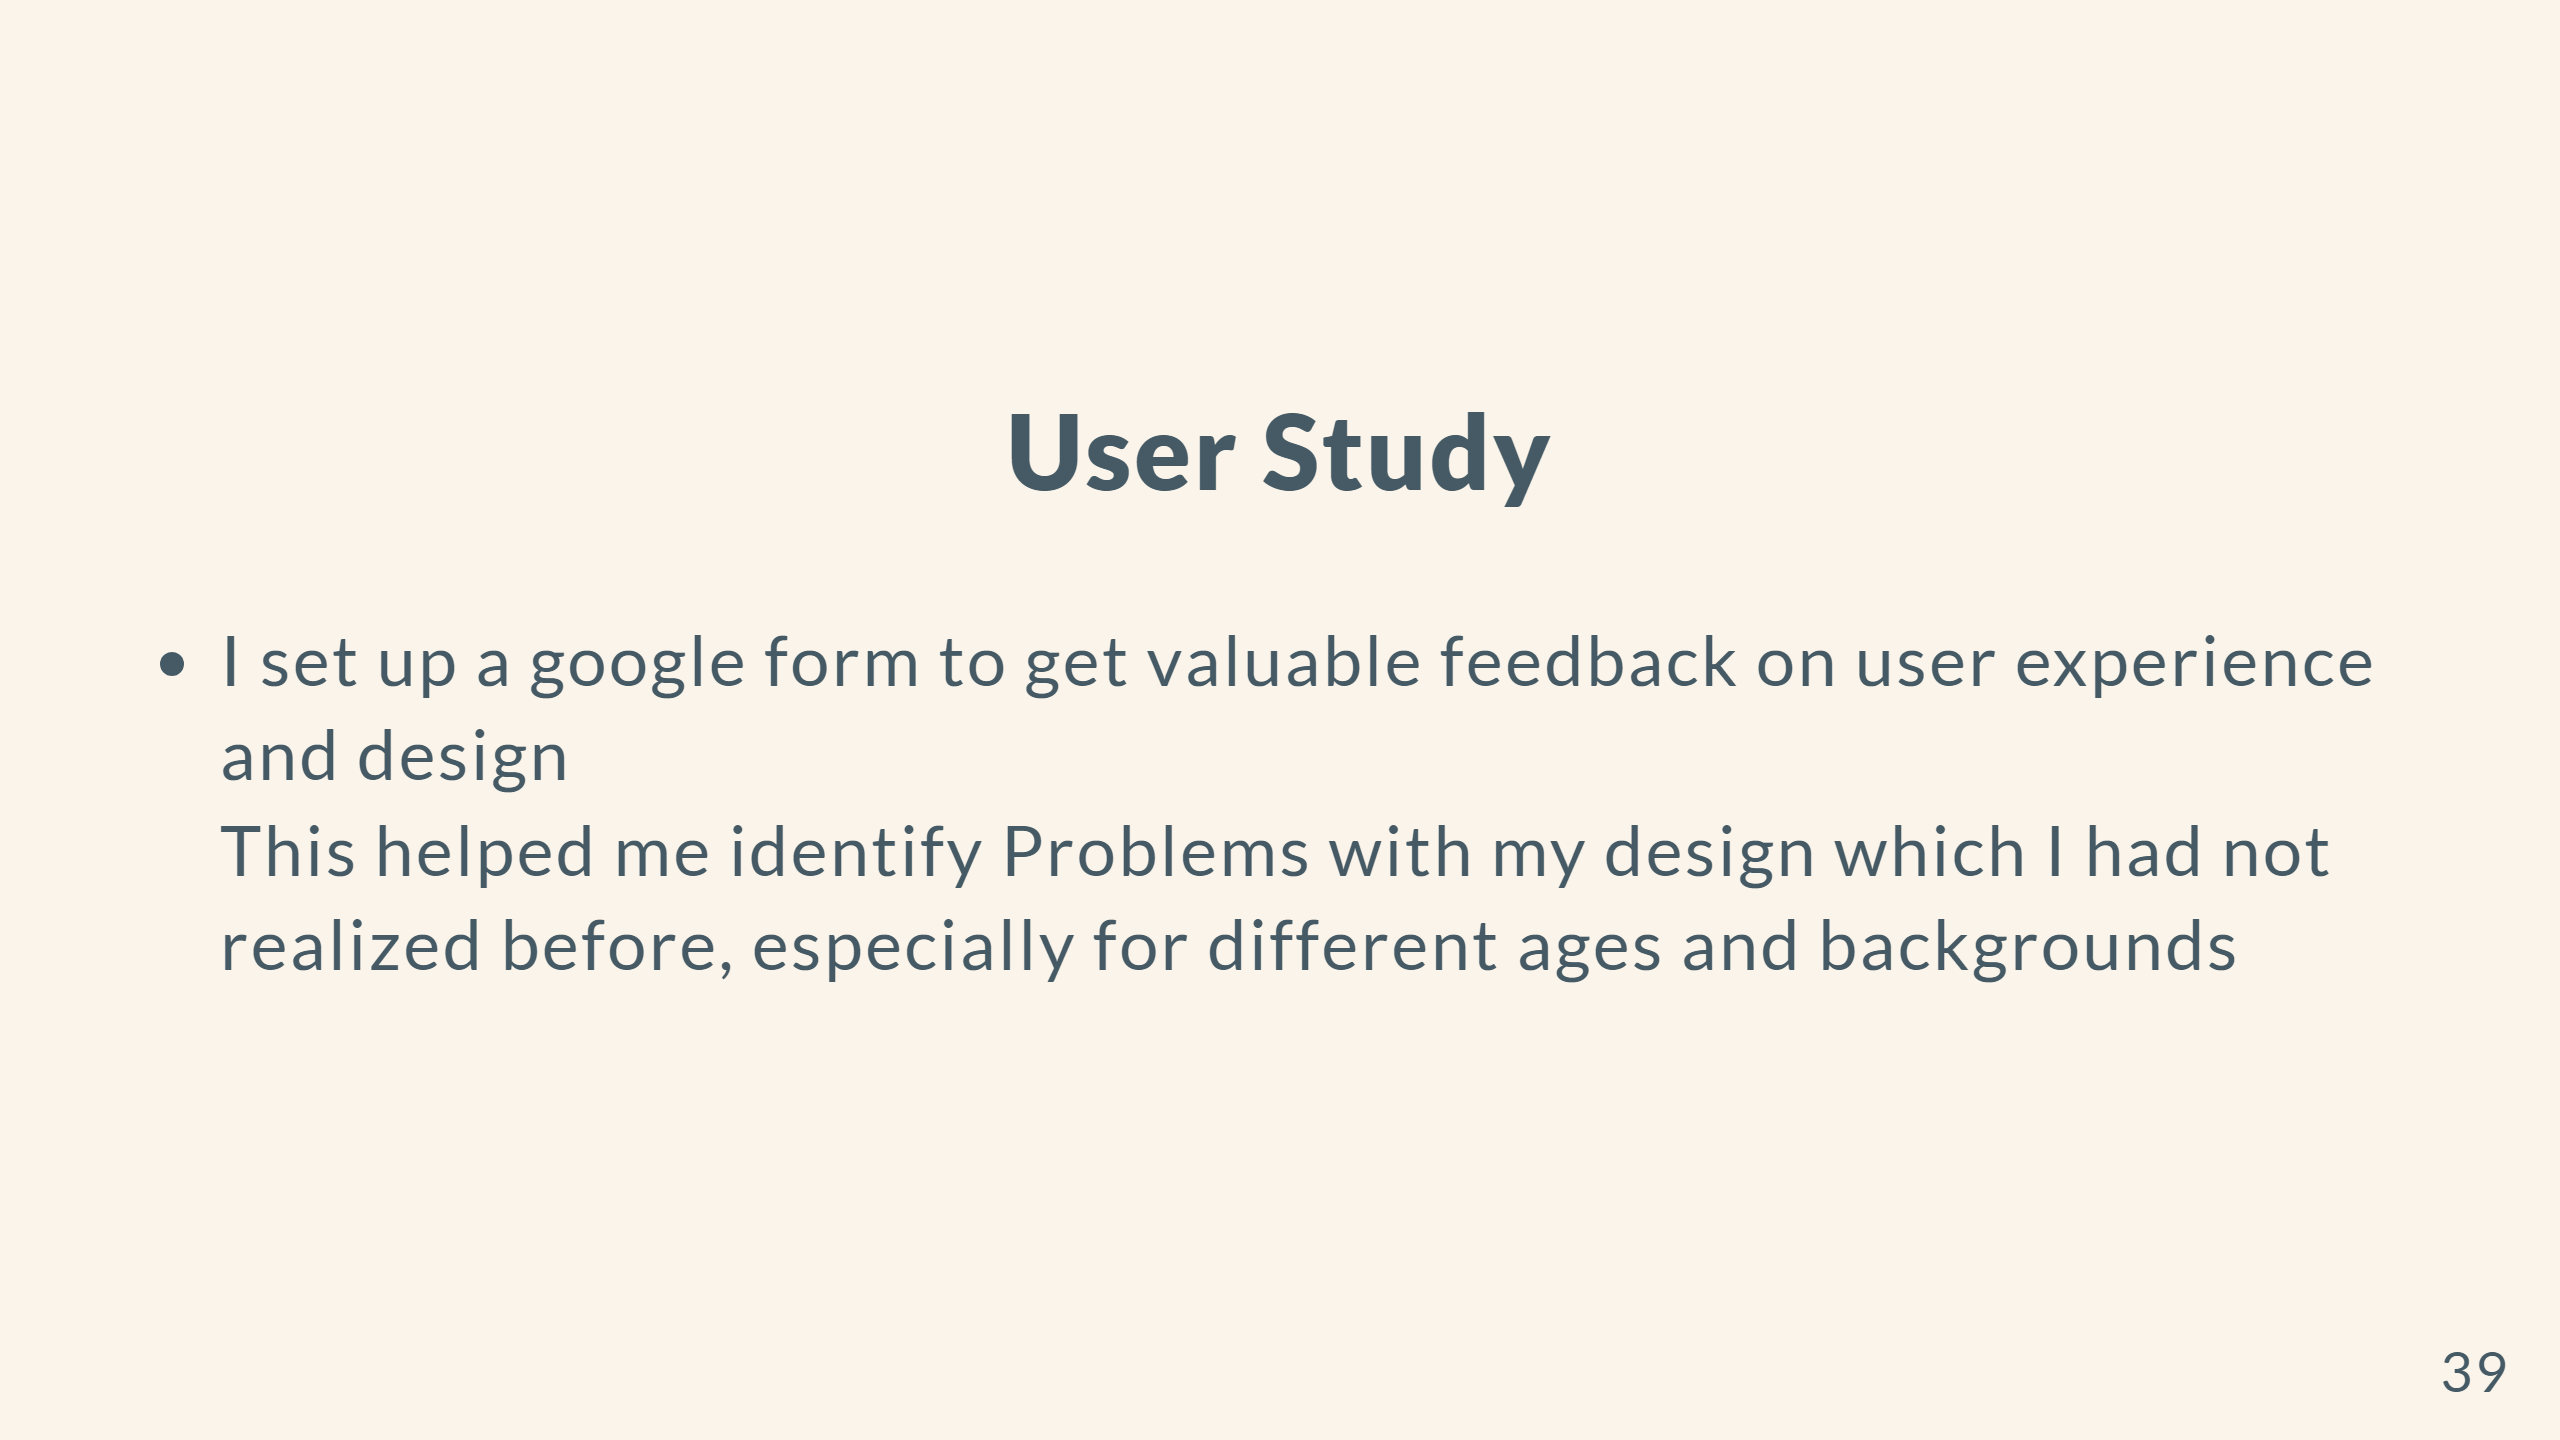 User Study
• I set up a google form to get valuable feedback on user experience
and design
This helped me identify Problems with my design which I had not
realized before, especially for different ages and backgrounds
39